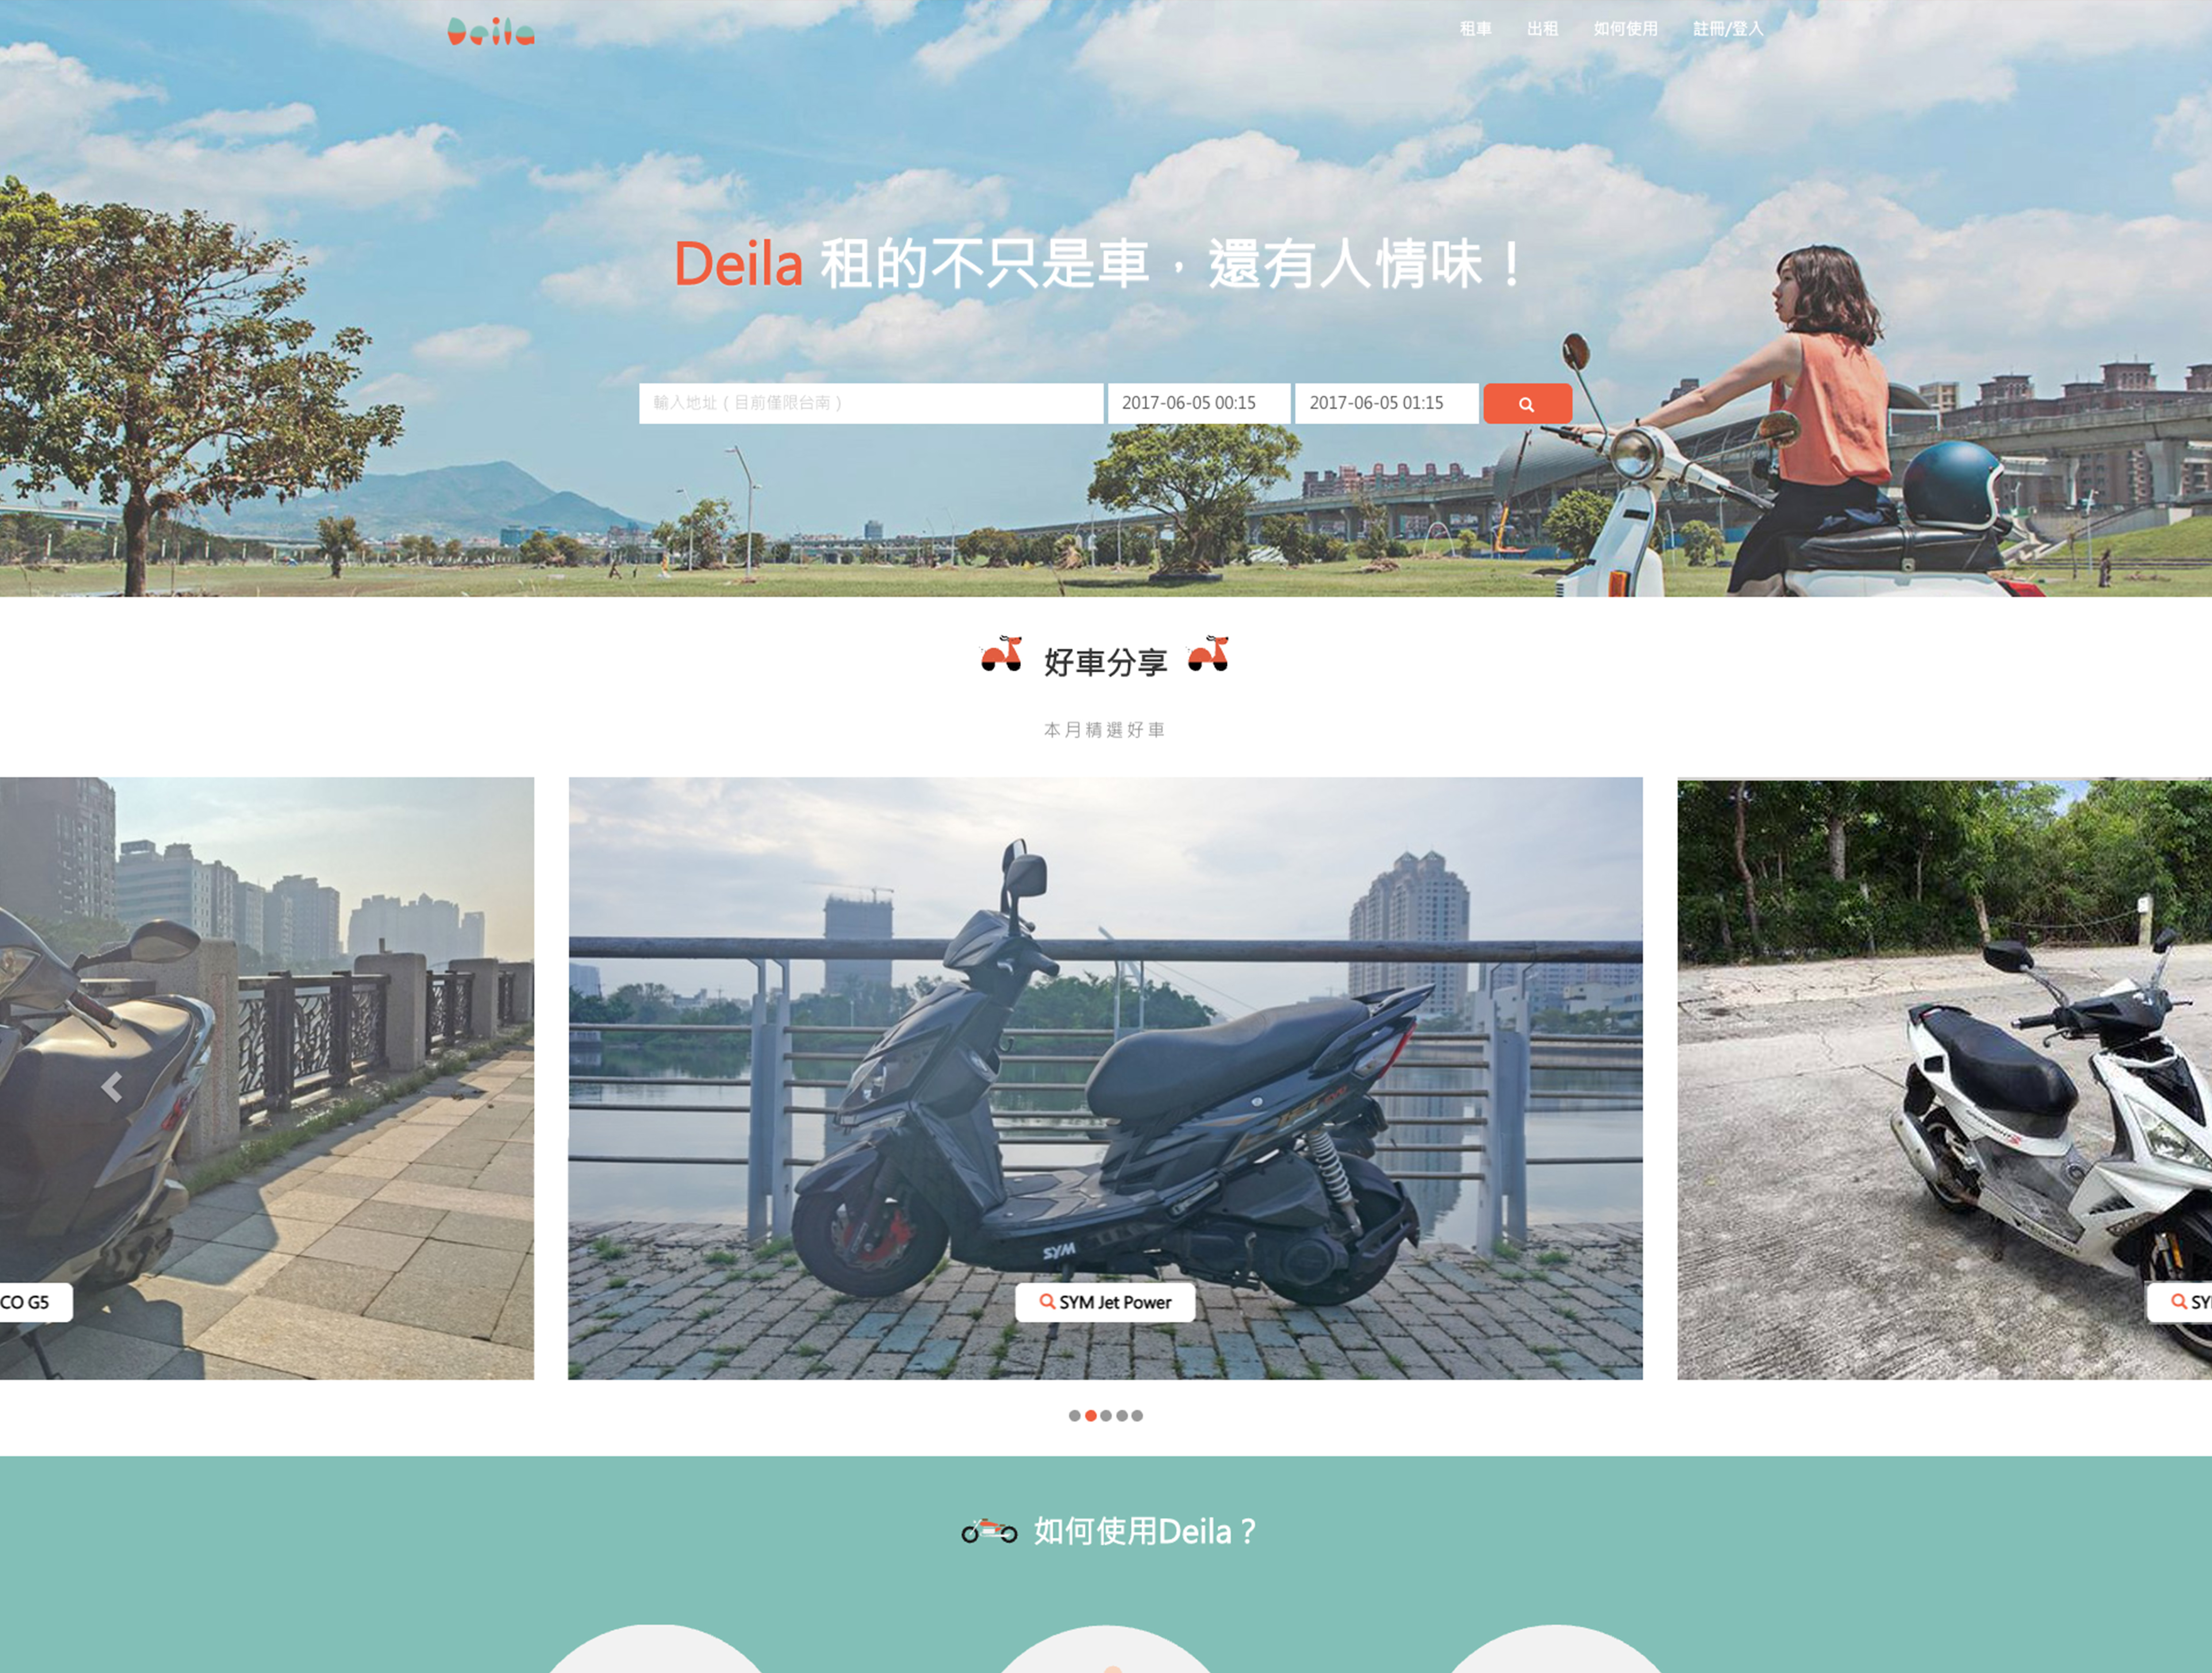 Deila
租車 出租 如何使用 註冊/登入
Deila 租的不只是車，還有人情味！
輸入地址（目前僅限台南）
2017-06-05 00:15
2017-06-05 01:15
好車分享
本月精選好車
SYM
CO G5
SYM Jet Power
SY
如何使用Deila？